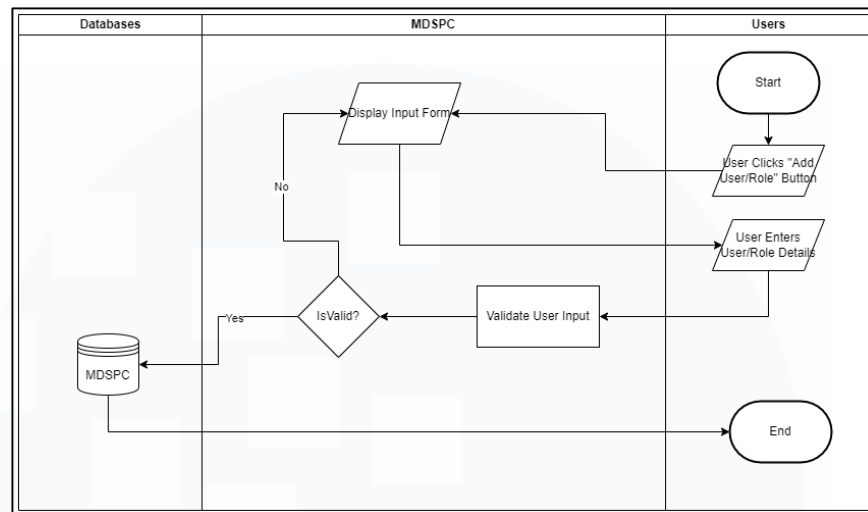 Databases
MDSPC
Users
Start
Display Input Form
User Clicks "Add
User/Role" Button
No
User Enters
User/Role Details
IsValid?
Validate User Input
Yes
MDSPC
End